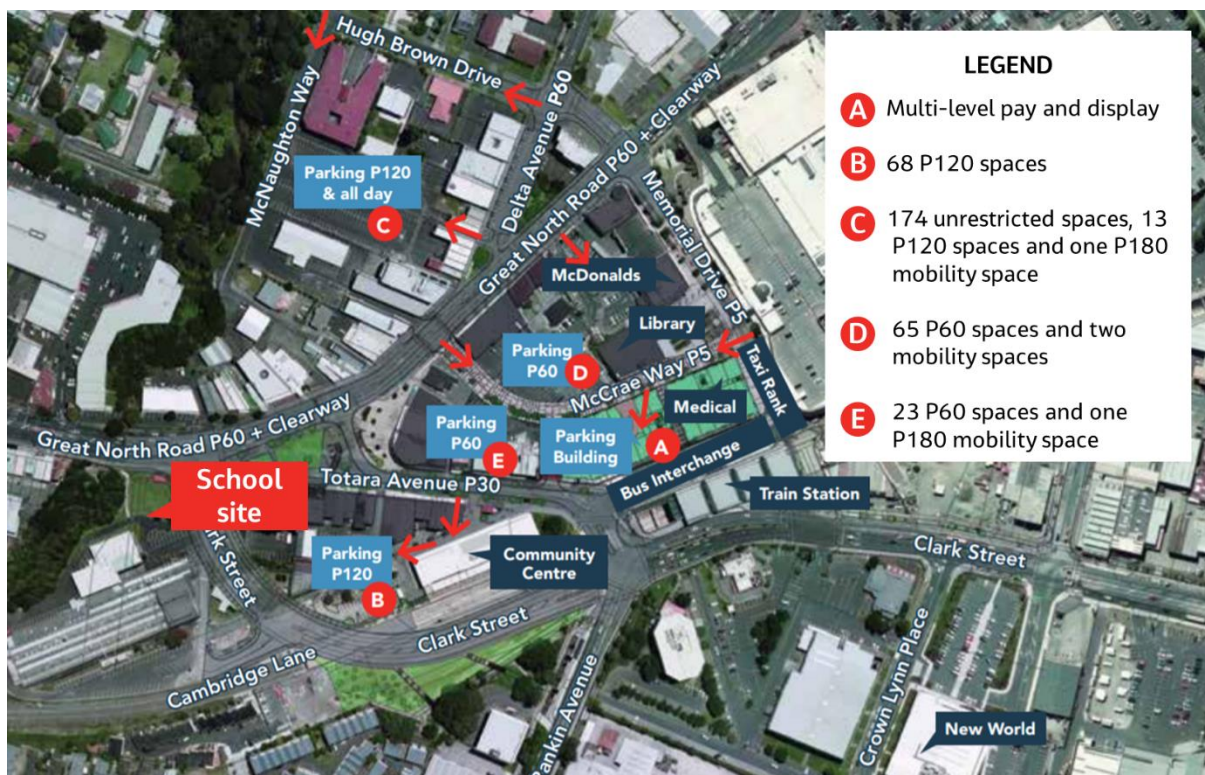 Hugh Brown Drive
McNaughton Way
Delta Avenue P60
Great North Road P60 + Clearway
Parking P120
& all day
C
Memorial Drive P5
McDonalds
Library
Parking
P60
D
McCrae Way P5
Taxi Rank
Medical
Great North Road P60 + Clearway
Parking
P60
E
Parking
Building
A
Bus Interchange
Train Station
Totara Avenue P30
School
site
Clark Street
Parking
P120
B
Community
Centre
Clark Street
Clark Street
Cambridge Lane
Rankin Avenue
Crown Lynn Place
New World
LEGEND
A Multi-level pay and display
B 68 P120 spaces
C 174 unrestricted spaces, 13
P120 spaces and one P180
mobility space
D 65 P60 spaces and two
mobility spaces
E 23 P60 spaces and one
P180 mobility space